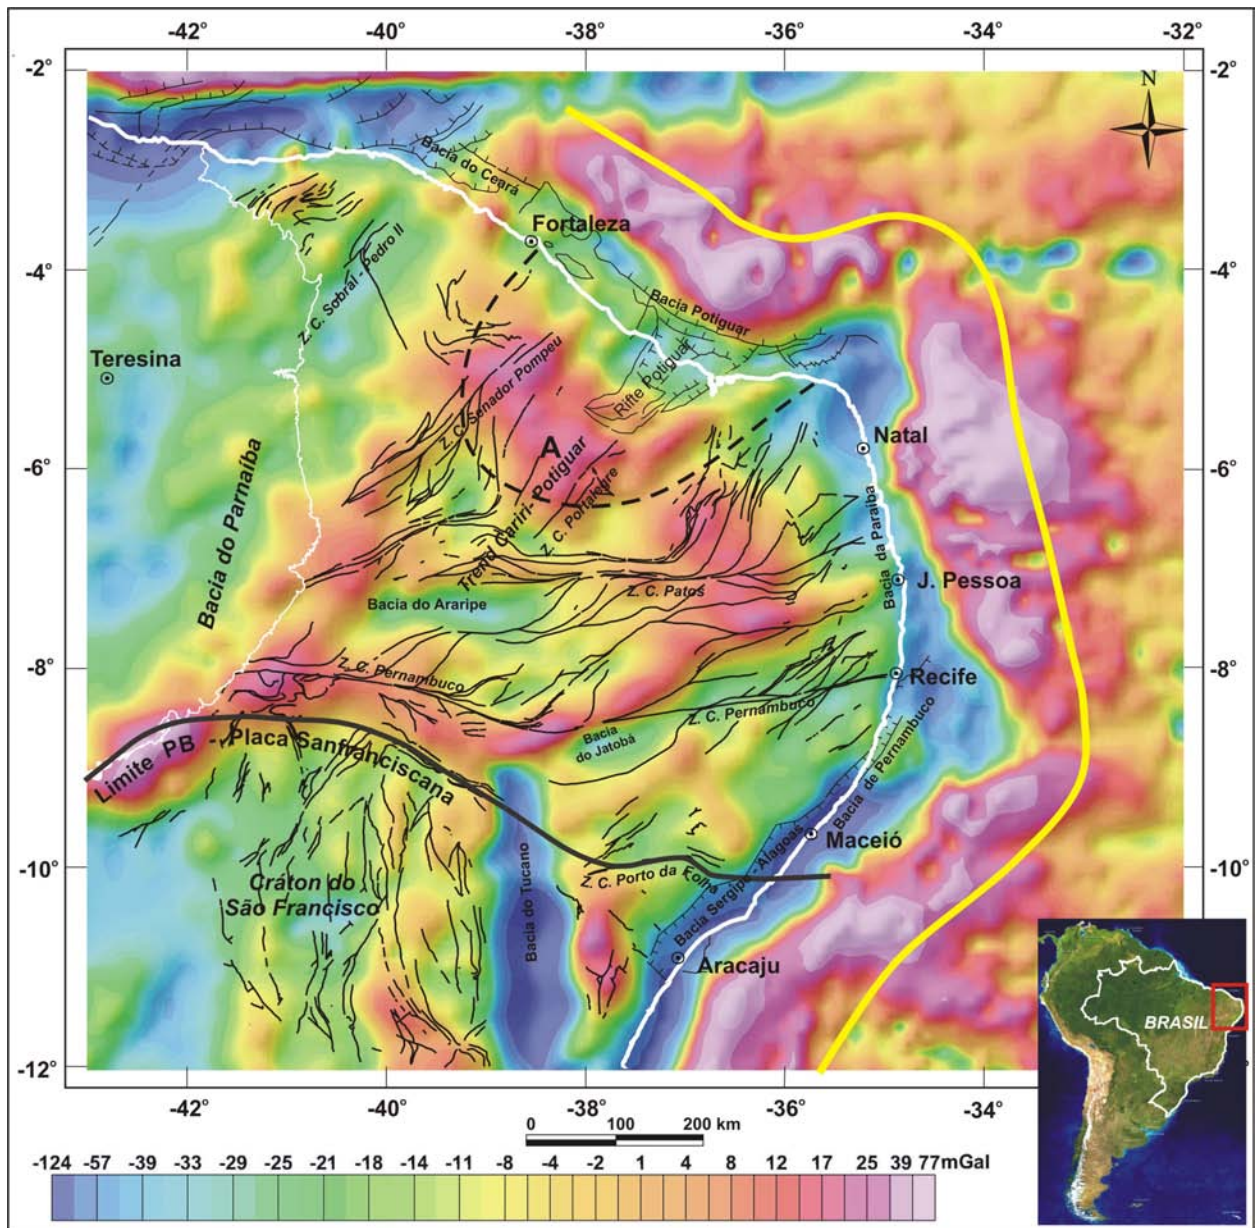 -42° -40° -38° -36° -34° -32°
-2° -2°
N
Bacia do Ceará
Fortaleza
Z. C. Sobral - Pedro II
-4° -4°
Bacia Potiguar
Teresina
Rifte Potiguar
Z. C. Senador Pompeu
A
Natal
-6° -6°
Bacia do Parnaiba
Trend Cariri-Potiguar
Z. C. Portalegre
Bacia da Paraiba
J. Pessoa
Z. C. Patos
Bacia do Araripe
-8° -8°
Z. C. Pernambuco
Recife
Z. C. Pernambuco
Limite PB - Placa Sanfranciscana
Bacia
do Jatobá
Bacia de Pernambuco
Maceió
-10° -10°
Cráton do
São Francisco
Bacia do Tucano
Z. C. Porto da Folha
Bacia Sergipe - Alagoas
Aracaju
BRASIL
-12°
-42° -40° -38° -36° -34°
0 100 200 km
-124 -57 -39 -33 -29 -25 -21 -18 -14 -11 -8 -4 -2 1 4 8 12 17 25 39 77mGal